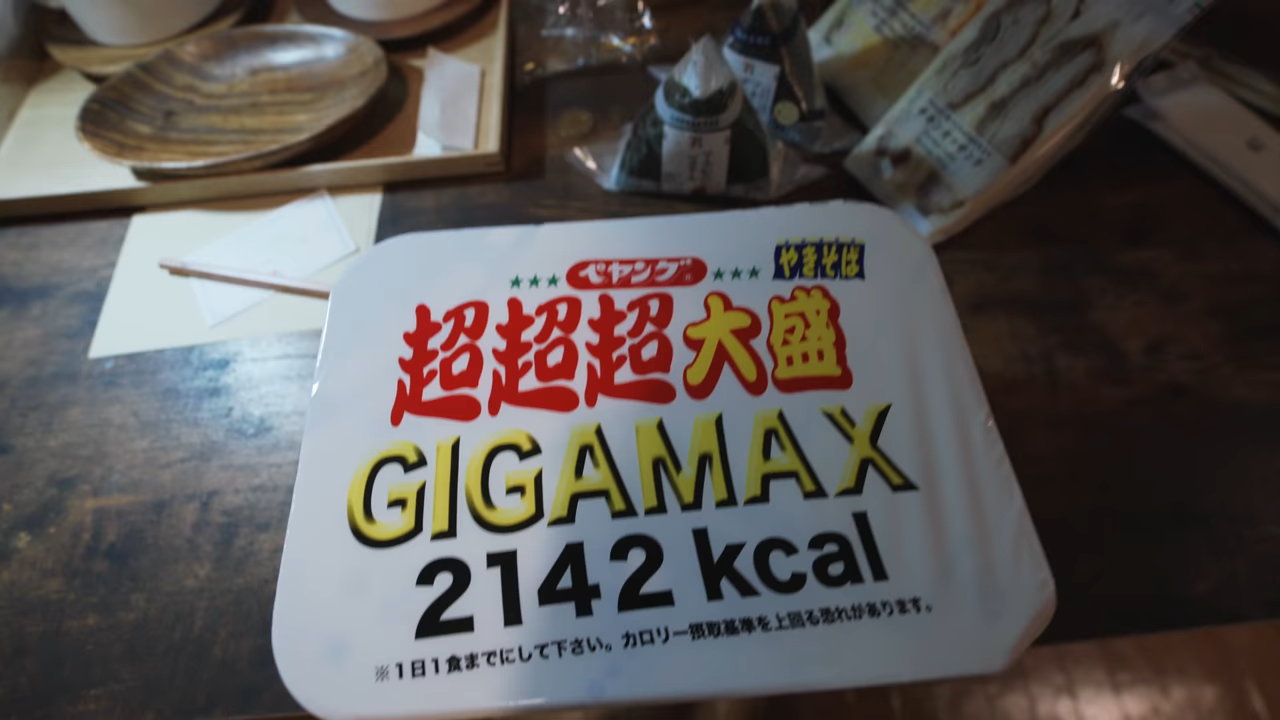 ペヤング やきそば
超超超大盛
GIGAMAX
2142 kcal
※1日1食までにして下さい。カロリー摂取基準を上回る恐れがあります。